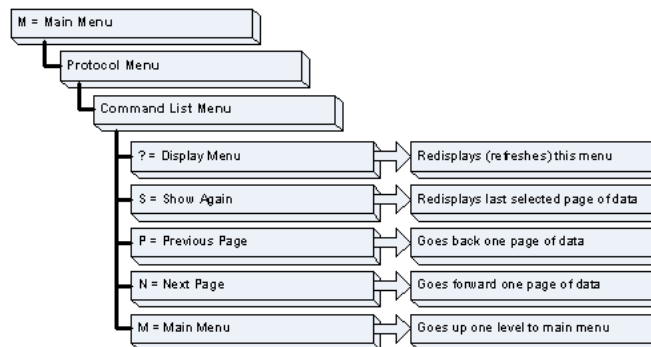 M = Main Menu
Protocol Menu
Command List Menu
? = Display Menu
Redisplays (refreshes) this menu
S = Show Again
Redisplays last selected page of data
P = Previous Page
Goes back one page of data
N = Next Page
Goes forward one page of data
M = Main Menu
Goes up one level to main menu